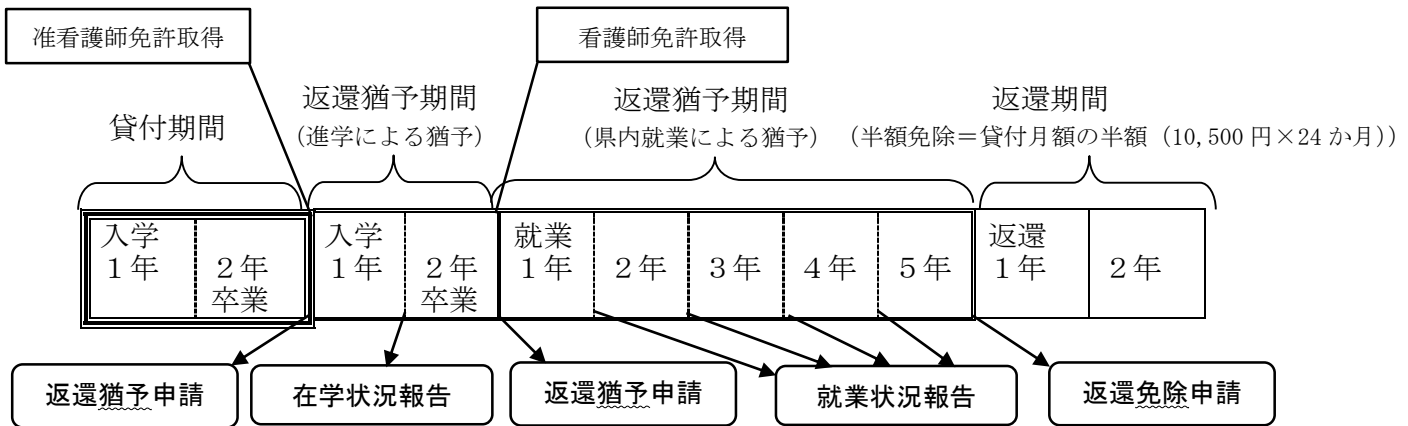 准看護師免許取得
看護師免許取得
貸付期間
返還猶予期間
（進学による猶予）
返還猶予期間
（県内就業による猶予）
返還期間
（半額免除＝貸付月額の半額（10,500円×24か月））
入学
１年
２年
卒業
入学
１年
２年
卒業
就業
１年
２年
３年
４年
５年
返還
１年
２年
返還猶予申請
在学状況報告
返還猶予申請
就業状況報告
返還免除申請